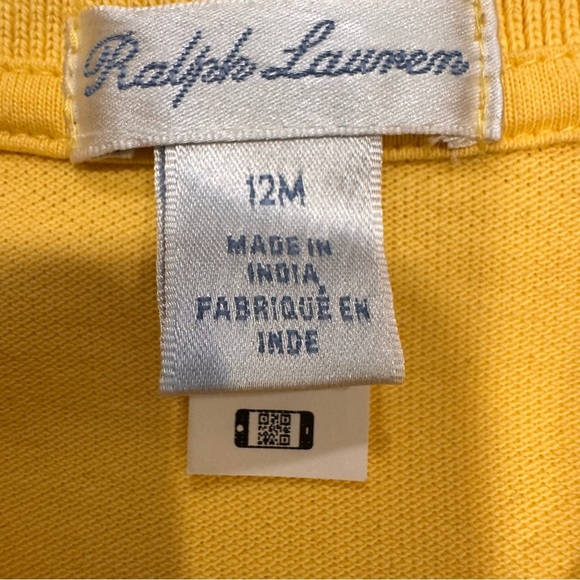 Ralph Lauren
12M
MADE IN
INDIA,
FABRIQUÉ EN
INDE